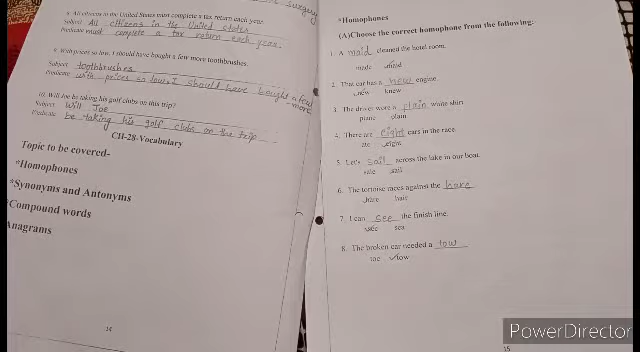 surgery
8. All citizens in the United States must complete a tax return each year.
Subject All citizens in the United States
Predicate must complete a tax return each year.
9. With prices so low, I should have bought a few more toothbrushes.
Subject toothbrushes
Predicate with prices so low, I should have bought a few more
10. Will Joe be taking his golf clubs on this trip?
Subject Will Joe
Predicate be taking his golf clubs on the trip
CH-28-Vocabulary
Topic to be covered-
*Homophones
*Synonyms and Antonyms
*Compound words
Anagrams
14
*Homophones
(A)Choose the correct homophone from the following:-
1. A maid cleaned the hotel room.
made maid
2. That car has a new engine.
new knew
3. The driver wore a plain white shirt.
plane plain
4. There are eight cars in the race.
ate eight
5. Let's sail across the lake in our boat.
sale sail
6. The tortoise races against the hare
hare hair
7. I can see the finish line.
see sea
8. The broken car needed a tow
toe tow
15
PowerDirector